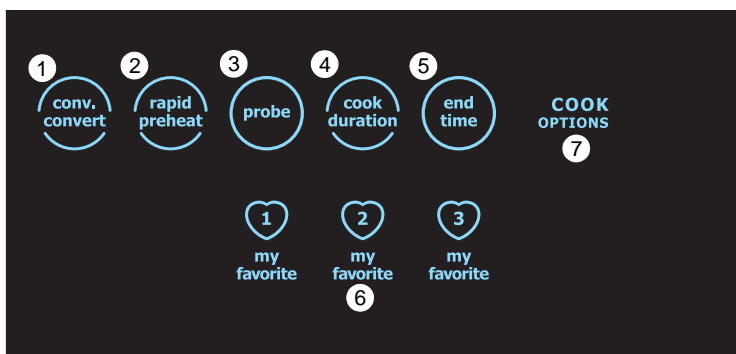 1
2
3
4
5
conv.
convert
rapid
preheat
probe
cook
duration
end
time
COOK
OPTIONS
7
1
2
3
my
favorite
my
favorite
my
favorite
6